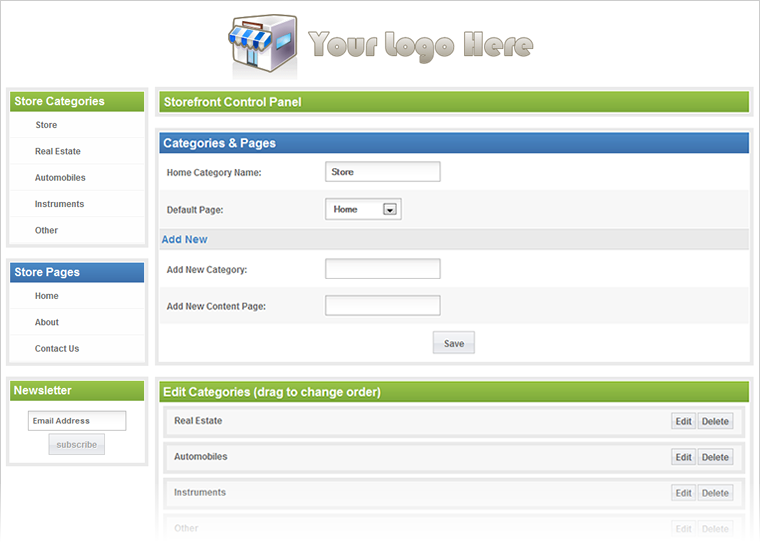 Your Logo Here
Store Categories
Store
Real Estate
Automobiles
Instruments
Other
Store Pages
Home
About
Contact Us
Newsletter
Email Address
subscribe
Storefront Control Panel
Categories & Pages
Home Category Name: Store
Default Page: Home
Add New
Add New Category:
Add New Content Page:
Save
Edit Categories (drag to change order)
Real Estate Edit Delete
Automobiles Edit Delete
Instruments Edit Delete
Other Edit Delete